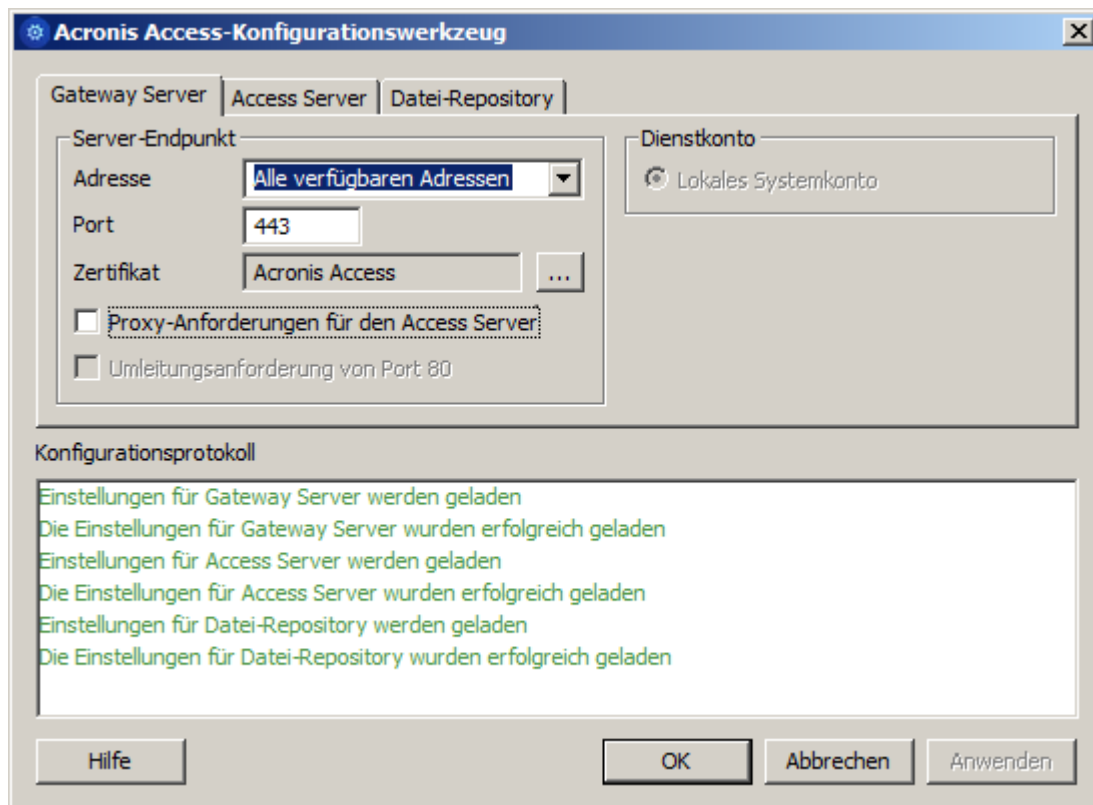 Acronis Access-Konfigurationswerkzeug
Gateway Server Access Server Datei-Repository
Server-Endpunkt
Adresse Alle verfügbaren Adressen
Port 443
Zertifikat Acronis Access ...
Proxy-Anforderungen für den Access Server
Umleitungsanforderung von Port 80
Dienstkonto
Lokales Systemkonto
Konfigurationsprotokoll
Einstellungen für Gateway Server werden geladen
Die Einstellungen für Gateway Server wurden erfolgreich geladen
Einstellungen für Access Server werden geladen
Die Einstellungen für Access Server wurden erfolgreich geladen
Einstellungen für Datei-Repository werden geladen
Die Einstellungen für Datei-Repository wurden erfolgreich geladen
Hilfe OK Abbrechen Anwenden